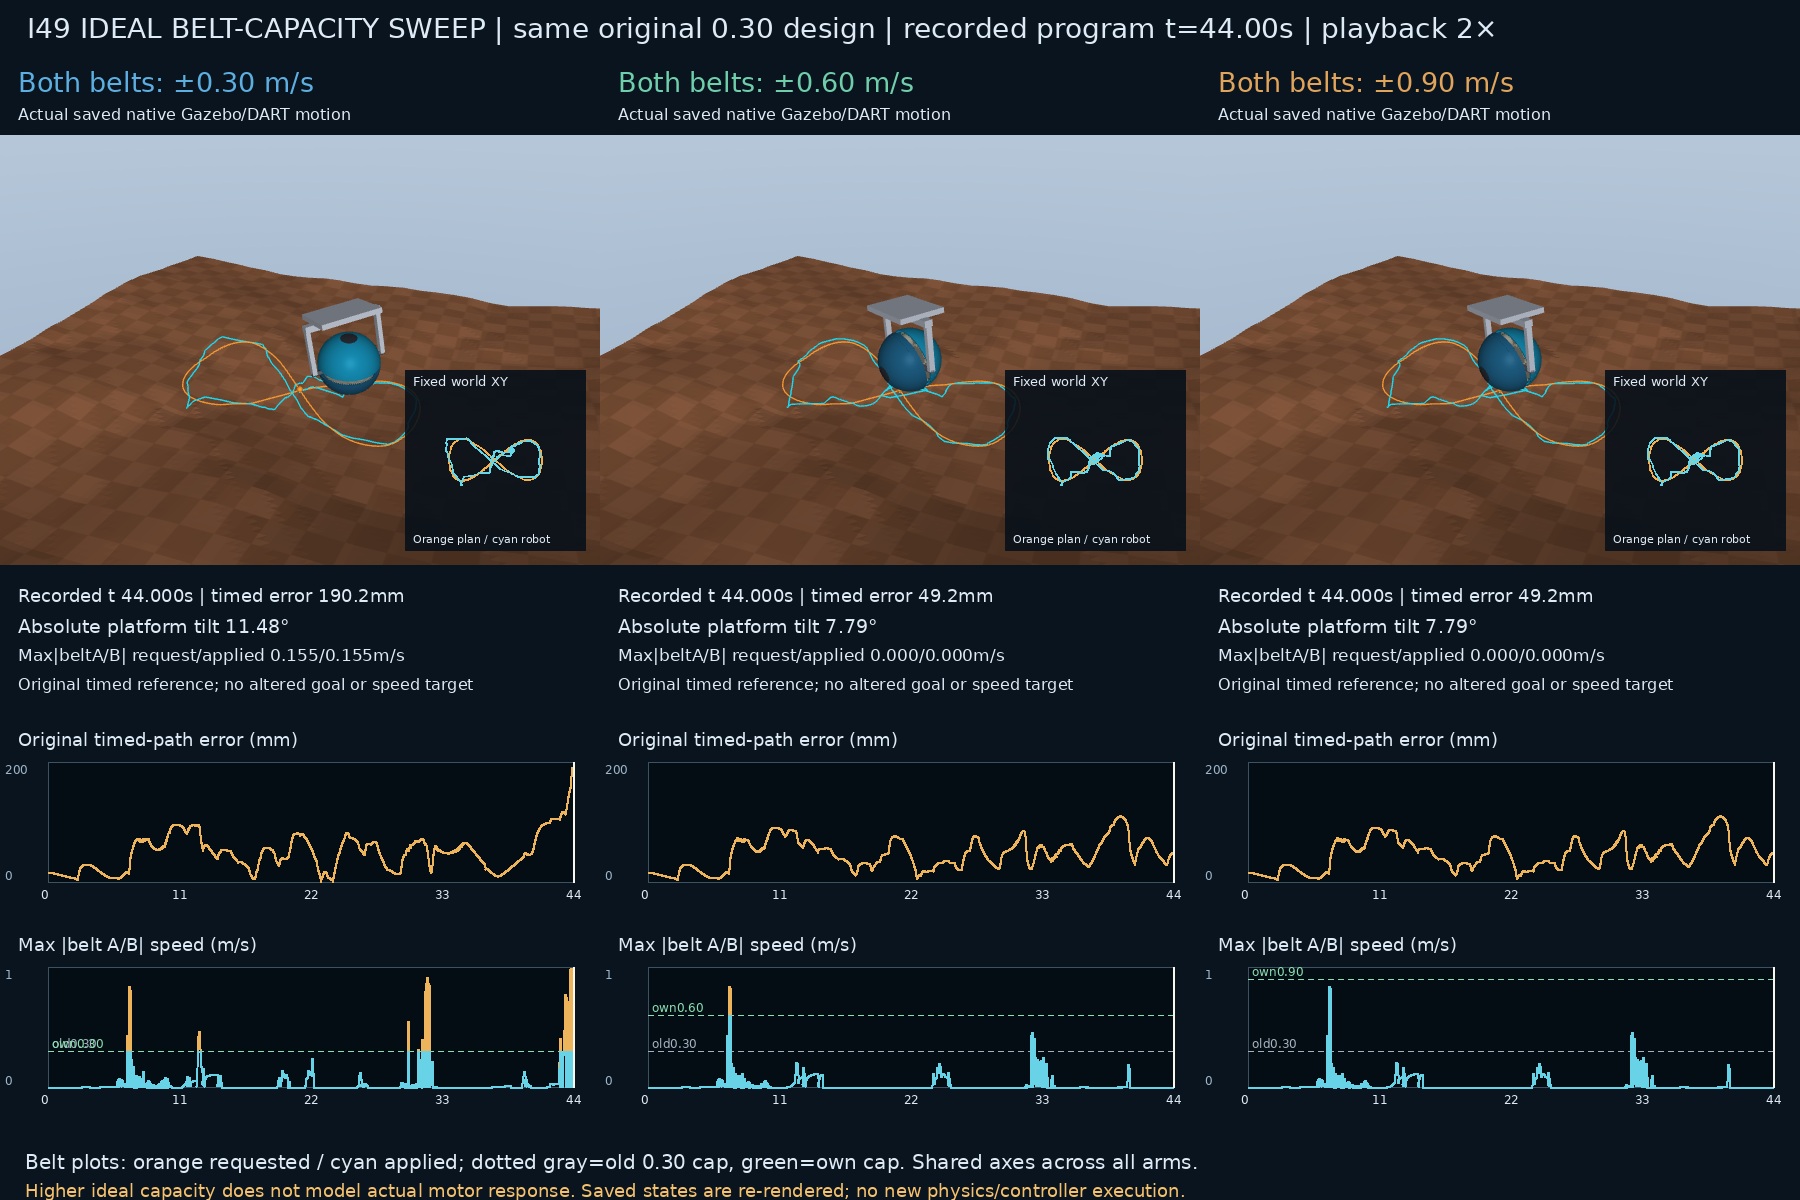 I49 IDEAL BELT-CAPACITY SWEEP | same original 0.30 design | recorded program t=44.00s | playback 2×
Both belts: ±0.30 m/s
Actual saved native Gazebo/DART motion
Both belts: ±0.60 m/s
Actual saved native Gazebo/DART motion
Both belts: ±0.90 m/s
Actual saved native Gazebo/DART motion
Fixed world XY
Orange plan / cyan robot
Fixed world XY
Orange plan / cyan robot
Fixed world XY
Orange plan / cyan robot
Recorded t 44.000s | timed error 190.2mm
Absolute platform tilt 11.48°
Max|beltA/B| request/applied 0.155/0.155m/s
Original timed reference; no altered goal or speed target
Recorded t 44.000s | timed error 49.2mm
Absolute platform tilt 7.79°
Max|beltA/B| request/applied 0.000/0.000m/s
Original timed reference; no altered goal or speed target
Recorded t 44.000s | timed error 49.2mm
Absolute platform tilt 7.79°
Max|beltA/B| request/applied 0.000/0.000m/s
Original timed reference; no altered goal or speed target
Original timed-path error (mm)
200
0
0 11 22 33 44
Original timed-path error (mm)
200
0
0 11 22 33 44
Original timed-path error (mm)
200
0
0 11 22 33 44
Max |belt A/B| speed (m/s)
1
0
0 11 22 33 44
Max |belt A/B| speed (m/s)
1
own0.60
old0.30
0
0 11 22 33 44
Max |belt A/B| speed (m/s)
1
own0.90
old0.30
0
0 11 22 33 44
Belt plots: orange requested / cyan applied; dotted gray=old 0.30 cap, green=own cap. Shared axes across all arms.
Higher ideal capacity does not model actual motor response. Saved states are re-rendered; no new physics/controller execution.